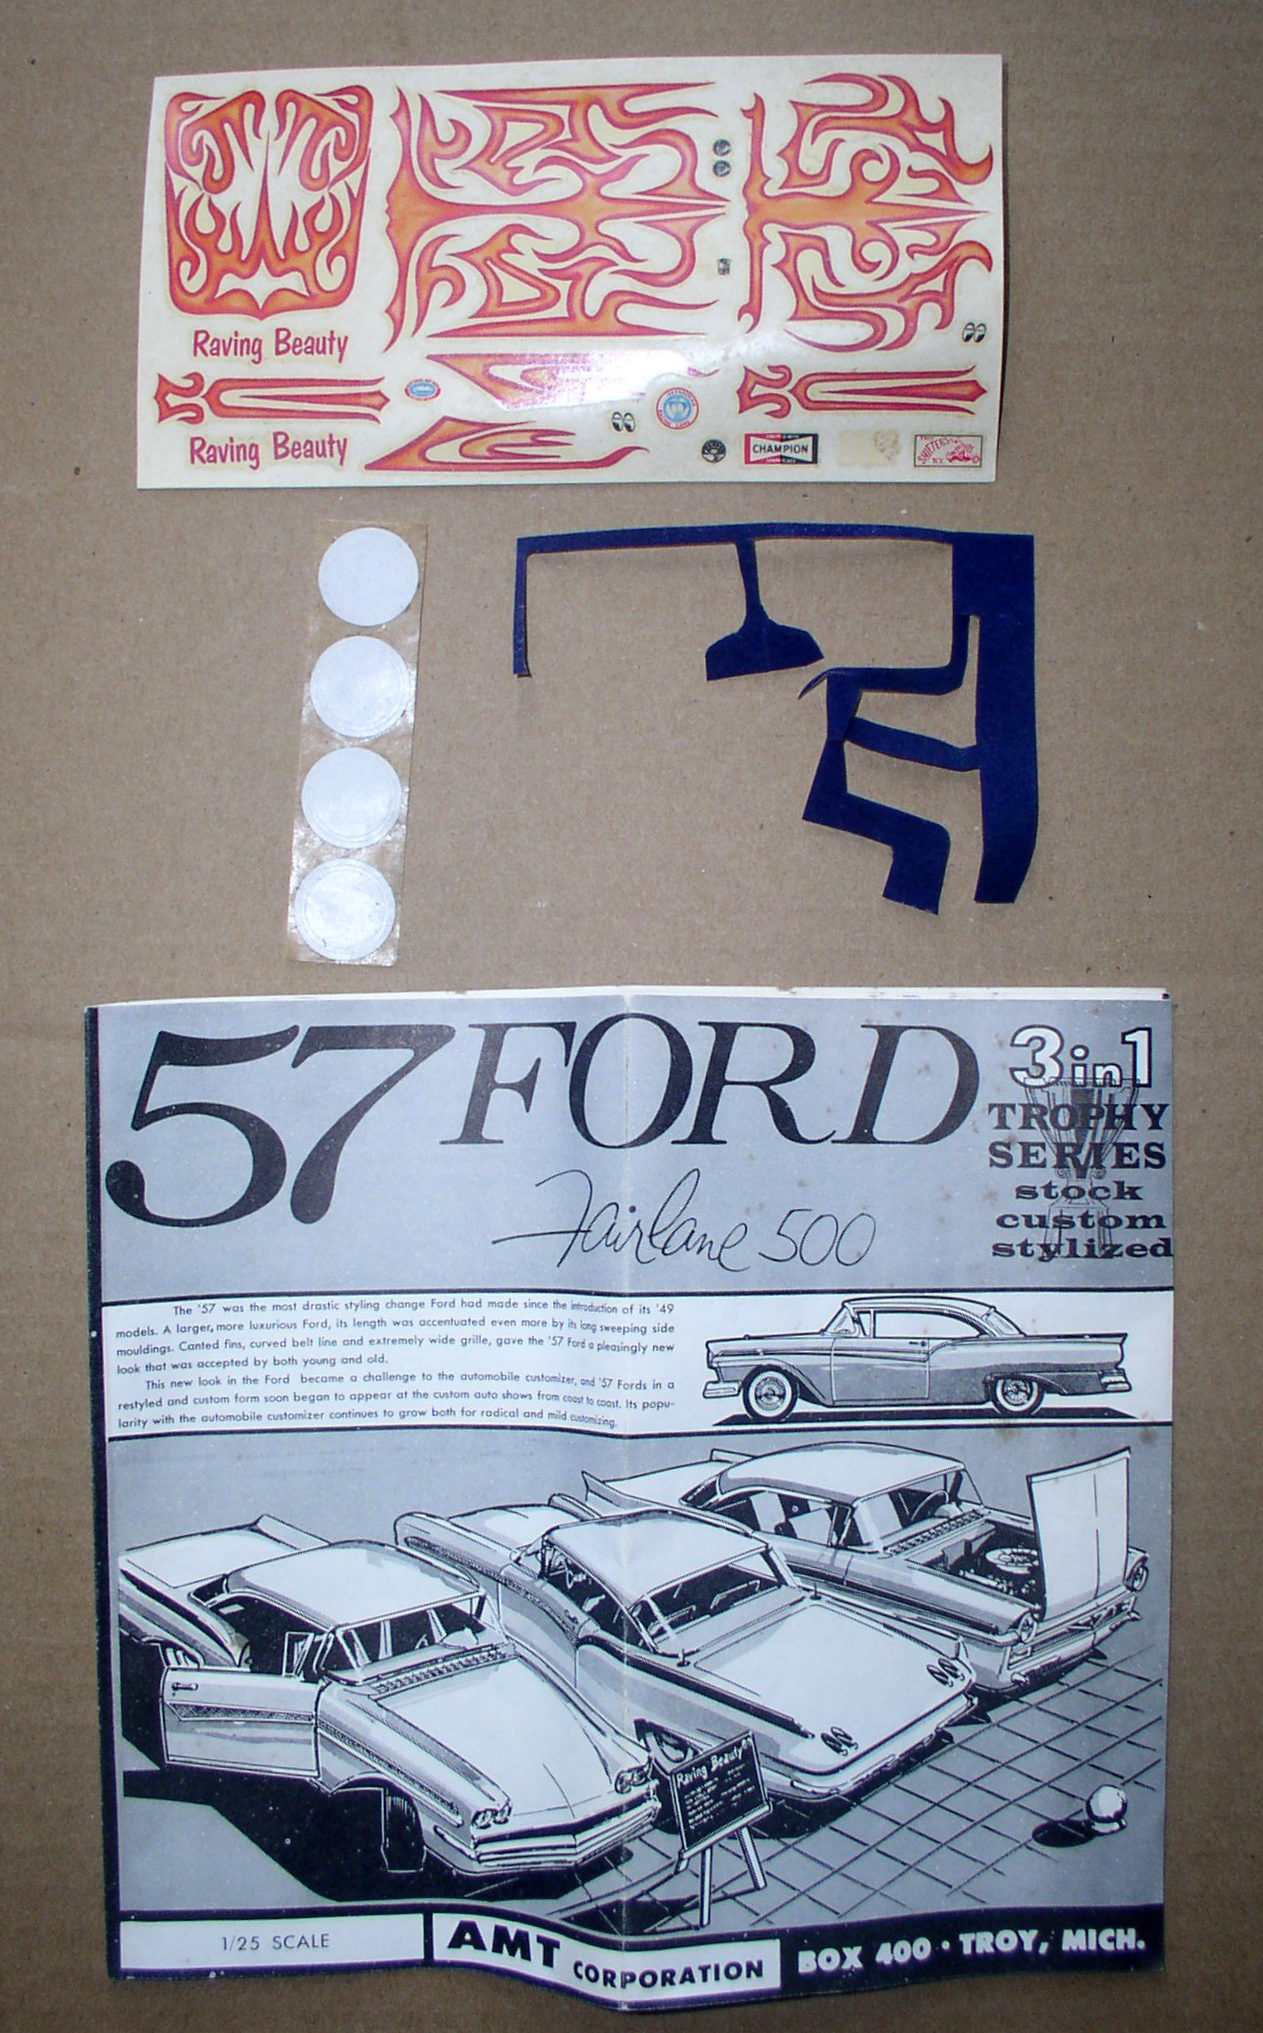 Raving Beauty
Raving Beauty
CHAMPION
57 FORD
3 in 1
TROPHY
SERIES
stock
custom
stylized
Fairlane 500
The '57 was the most drastic styling change Ford had made since the introduction of its '49
models. A larger, more luxurious Ford, its length was accentuated even more by its long sweeping side
mouldings. Canted fins, curved belt line and extremely wide grille, gave the '57 Ford a pleasingly new
look that was accepted by both young and old.
This new look in the Ford became a challenge to the automobile customizer, and '57 Fords in a
restyled and custom form soon began to appear at the custom auto shows from coast to coast. Its popu-
larity with the automobile customizer continues to grow both for radical and mild customizing.
Raving Beauty
1/25 SCALE
AMT CORPORATION
BOX 400 • TROY, MICH.